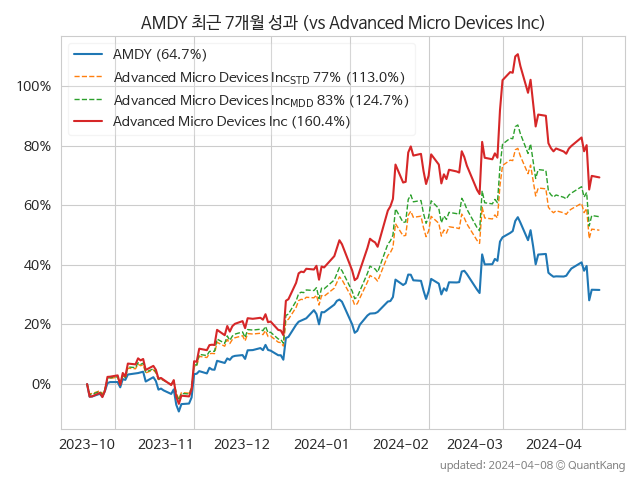 AMDY 최근 7개월 성과 (vs Advanced Micro Devices Inc)
AMDY (64.7%)
Advanced Micro Devices Inc_STD 77% (113.0%)
Advanced Micro Devices Inc_MDD 83% (124.7%)
Advanced Micro Devices Inc (160.4%)
100%
80%
60%
40%
20%
0%
2023-10 2023-11 2023-12 2024-01 2024-02 2024-03 2024-04
updated: 2024-04-08 © QuantKang